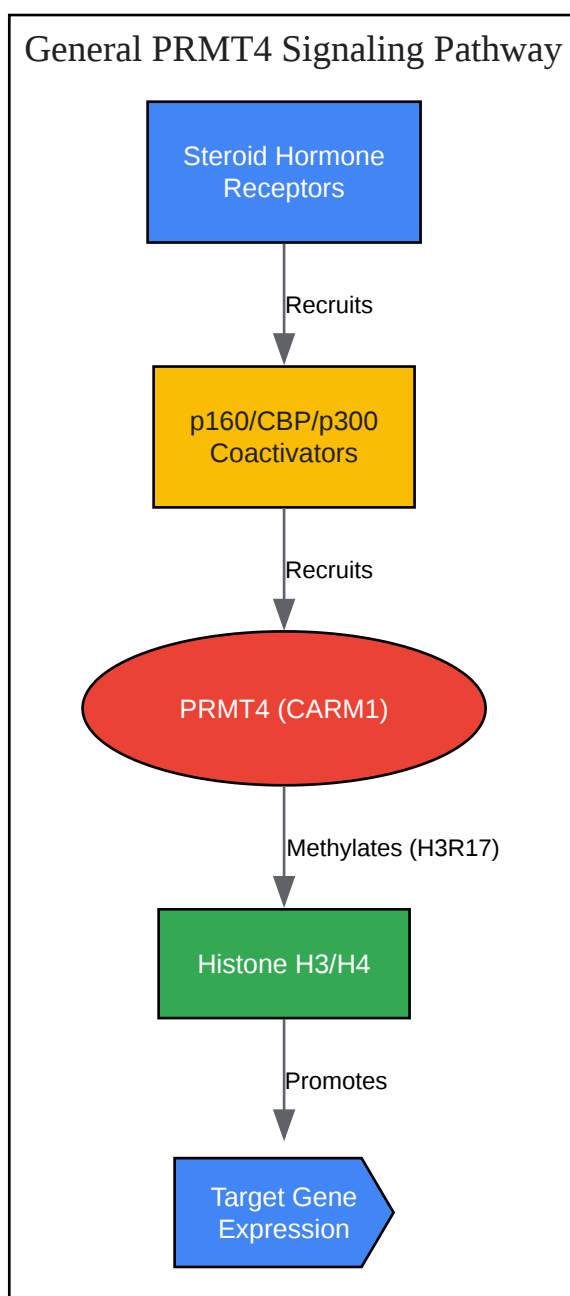 General PRMT4 Signaling Pathway
Steroid Hormone
Receptors
Recruits
p160/CBP/p300
Coactivators
Recruits
PRMT4 (CARM1)
Methylates (H3R17)
Histone H3/H4
Promotes
Target Gene
Expression